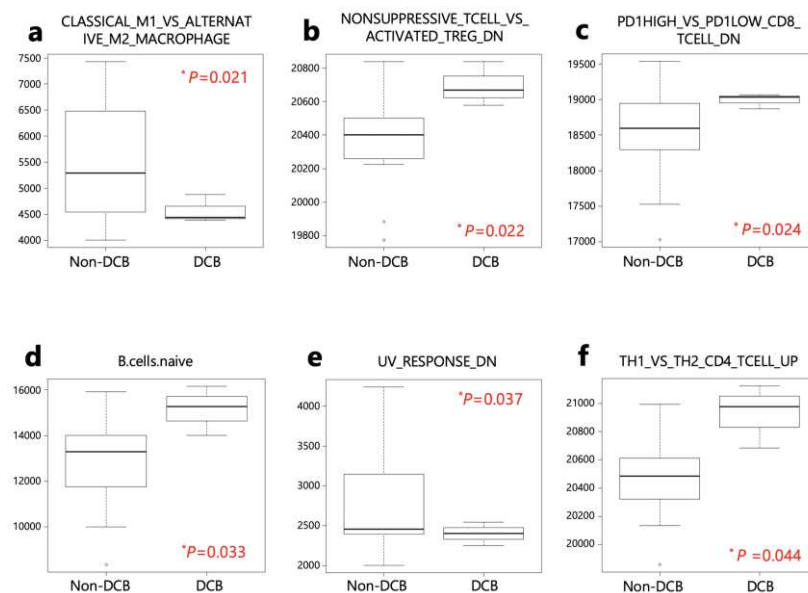 a
CLASSICAL_M1_VS_ALTERNAT
IVE_M2_MACROPHAGE
7500
7000
6500
6000
5500
5000
4500
4000
*P=0.021
Non-DCB DCB
b
NONSUPPRESSIVE_TCELL_VS_
ACTIVATED_TREG_DN
20800
20600
20400
20200
19800
*P=0.022
Non-DCB DCB
c
PD1HIGH_VS_PD1LOW_CD8_
TCELL_DN
19500
19000
18500
18000
17500
17000
*P=0.024
Non-DCB DCB
d
B.cells.naive
16000
14000
12000
10000
*P=0.033
Non-DCB DCB
e
UV_RESPONSE_DN
4000
3500
3000
2500
2000
*P=0.037
Non-DCB DCB
f
TH1_VS_TH2_CD4_TCELL_UP
21000
20800
20600
20400
20200
20000
*P =0.044
Non-DCB DCB